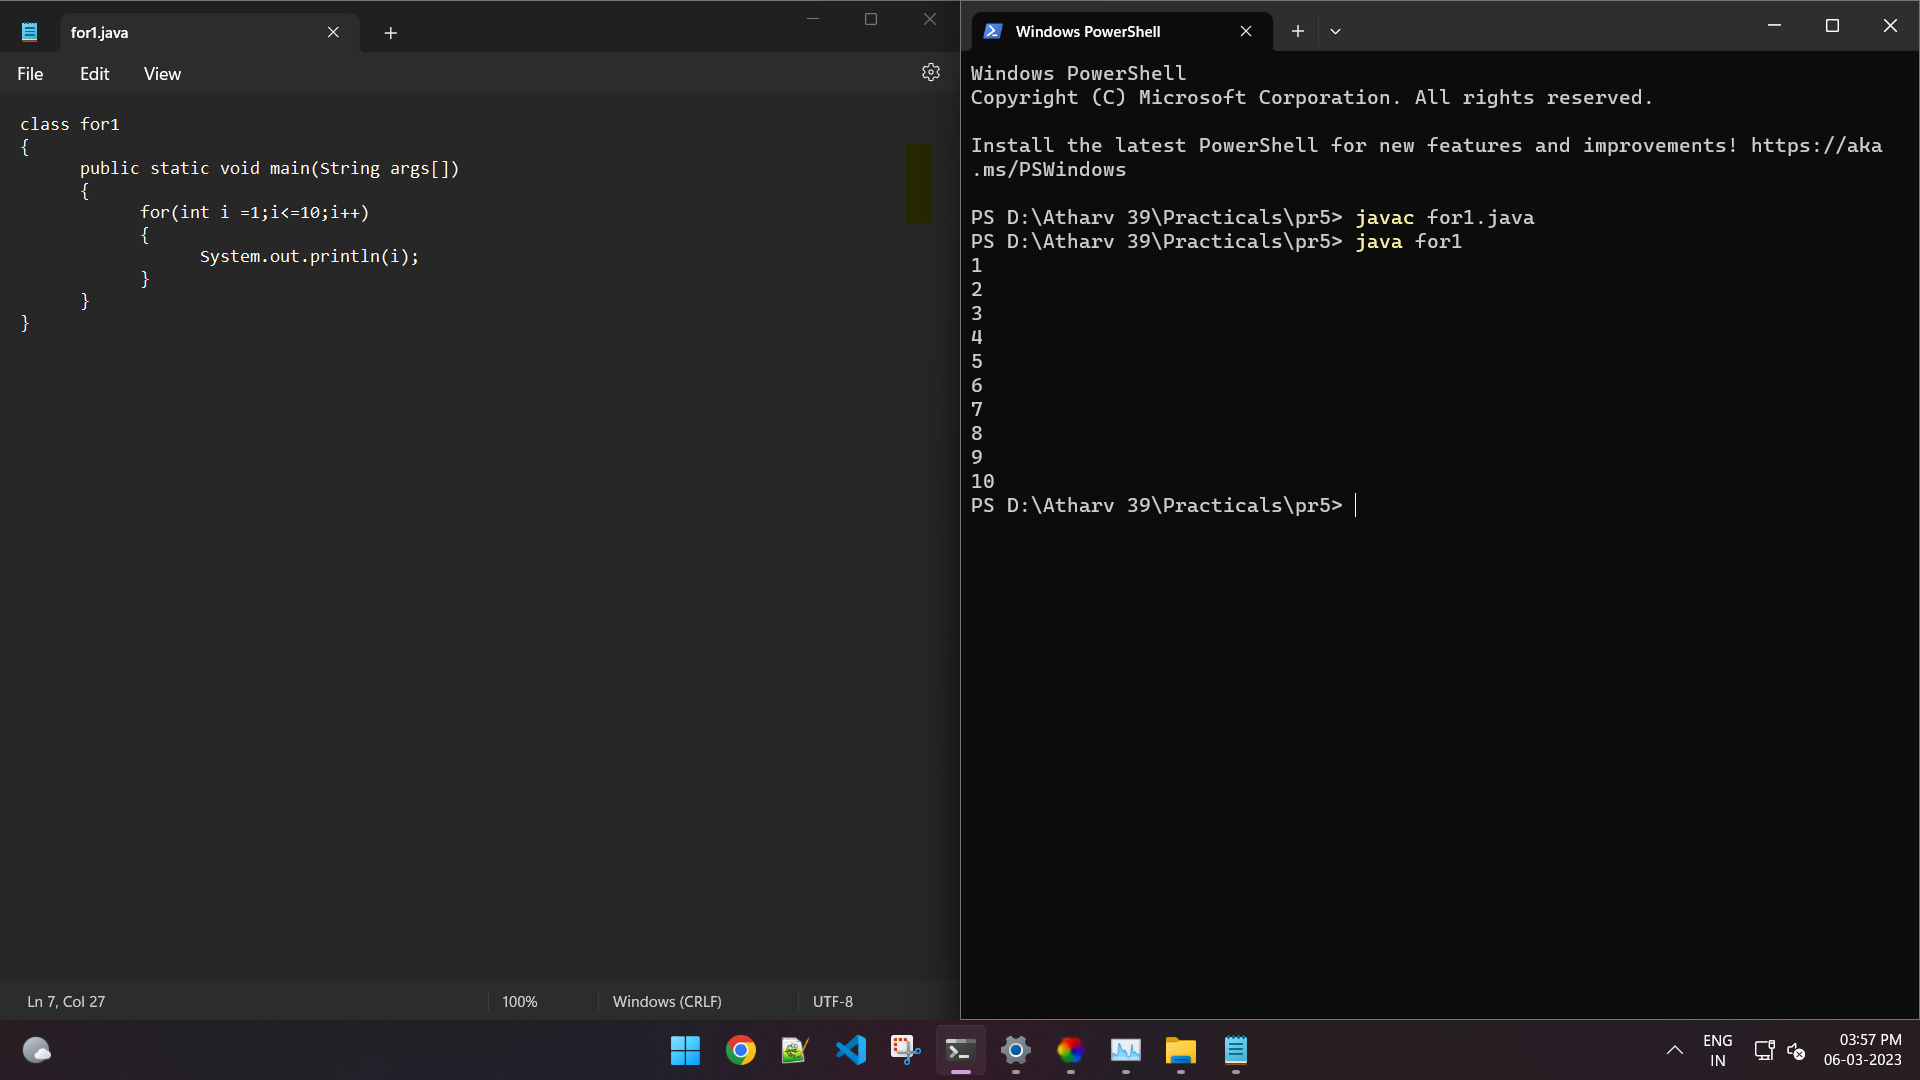 for1.java
File Edit View
class for1
{
public static void main(String args[])
{
for(int i =1;i<=10;i++)
{
System.out.println(i);
}
}
}
Ln 7, Col 27
100%
Windows (CRLF)
UTF-8
Windows PowerShell
Windows PowerShell
Copyright (C) Microsoft Corporation. All rights reserved.
Install the latest PowerShell for new features and improvements! https://aka
.ms/PSWindows
PS D:\Atharv 39\Practicals\pr5> javac for1.java
PS D:\Atharv 39\Practicals\pr5> java for1
1
2
3
4
5
6
7
8
9
10
PS D:\Atharv 39\Practicals\pr5>
ENG
IN
03:57 PM
06-03-2023